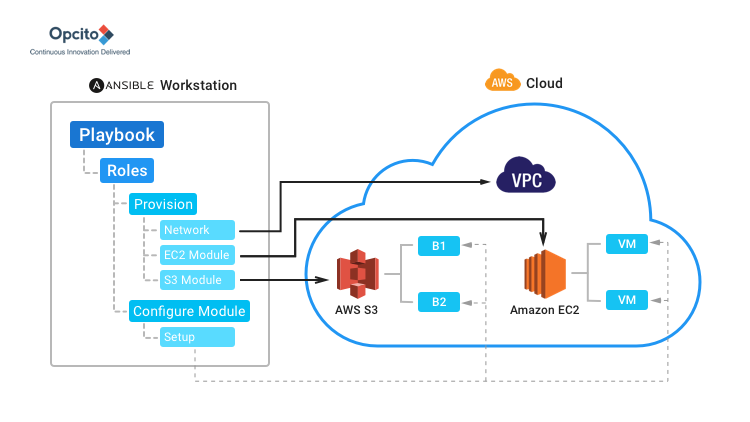 Opcito
Continuous Innovation Delivered
A ANSIBLE Workstation
AWS Cloud
Playbook
Roles
Provision
Network
EC2 Module
S3 Module
Configure Module
Setup
VPC
B1
B2
AWS S3
VM
VM
Amazon EC2